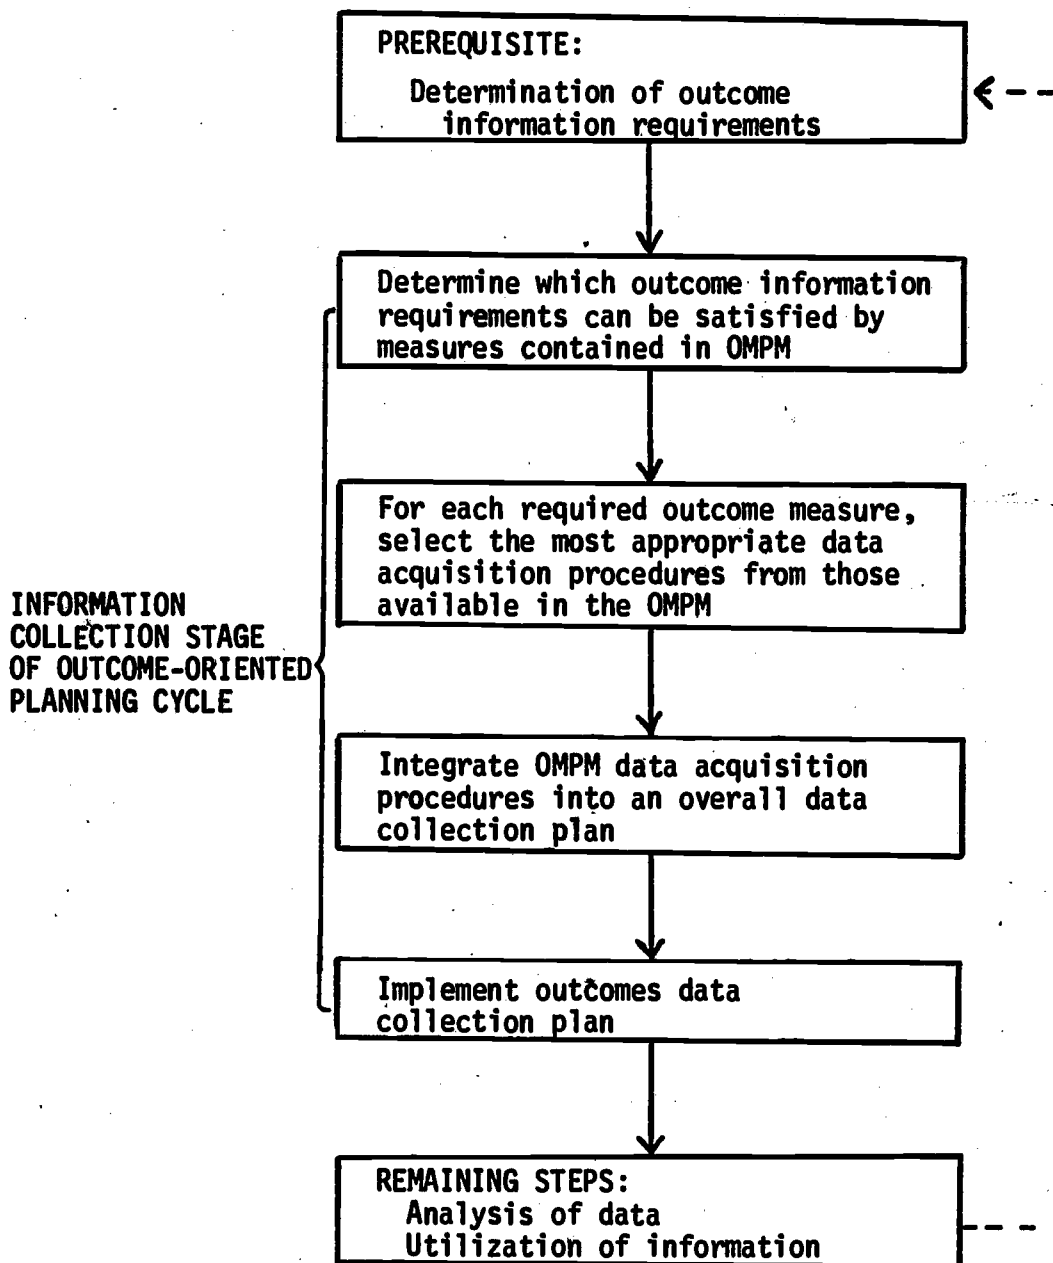 PREREQUISITE:
Determination of outcome
information requirements
Determine which outcome information
requirements can be satisfied by
measures contained in OMPM
For each required outcome measure,
select the most appropriate data
acquisition procedures from those
available in the OMPM
INFORMATION
COLLECTION STAGE
OF OUTCOME-ORIENTED
PLANNING CYCLE
Integrate OMPM data acquisition
procedures into an overall data
collection plan
Implement outcomes data
collection plan
REMAINING STEPS:
Analysis of data
Utilization of information